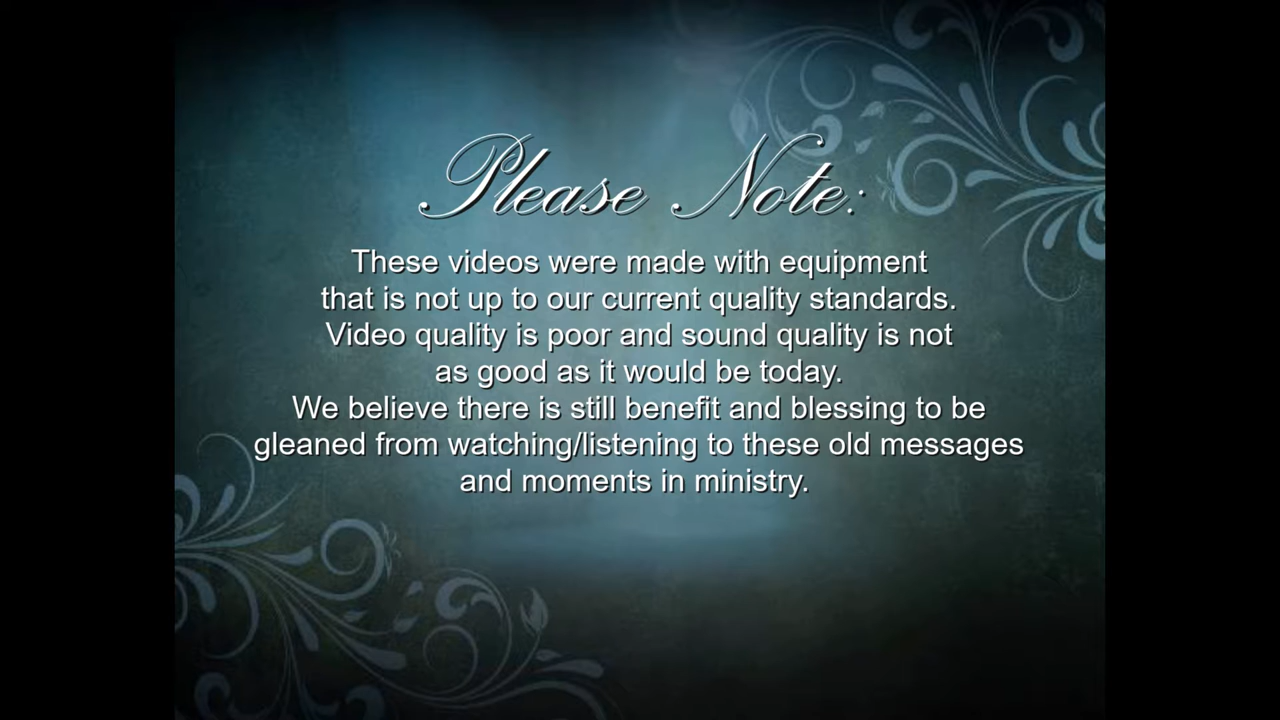 Please Note:
These videos were made with equipment
that is not up to our current quality standards.
Video quality is poor and sound quality is not
as good as it would be today.
We believe there is still benefit and blessing to be
gleaned from watching/listening to these old messages
and moments in ministry.